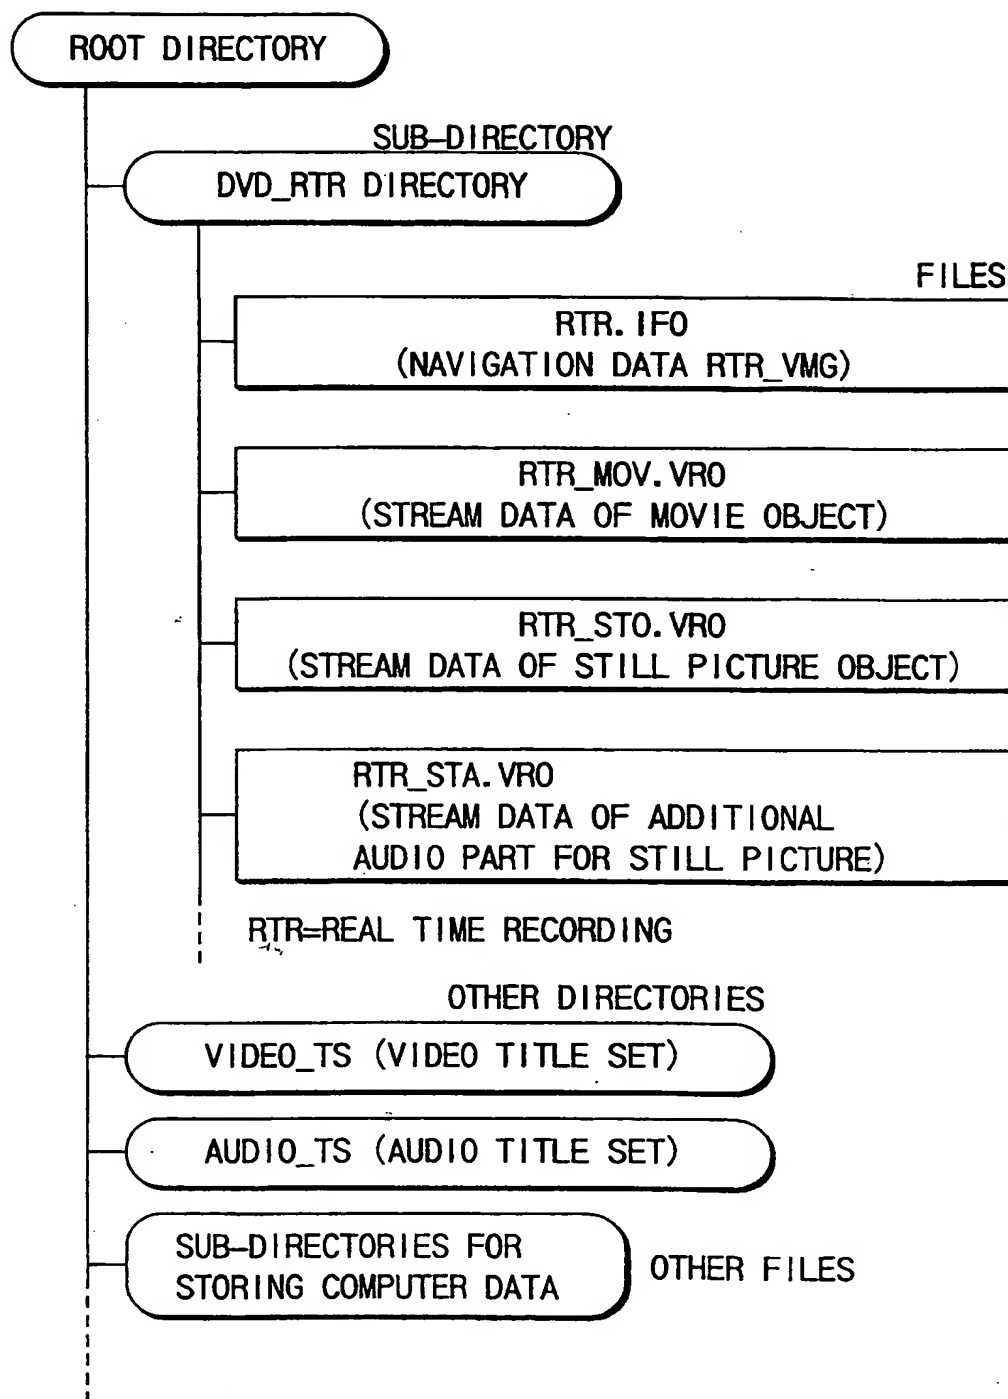 ROOT DIRECTORY
SUB-DIRECTORY
DVD_RTR DIRECTORY
FILES
RTR.IFO
(NAVIGATION DATA RTR_VMG)
RTR_MOV.VRO
(STREAM DATA OF MOVIE OBJECT)
RTR_STO.VRO
(STREAM DATA OF STILL PICTURE OBJECT)
RTR_STA.VRO
(STREAM DATA OF ADDITIONAL
AUDIO PART FOR STILL PICTURE)
RTR=REAL TIME RECORDING
OTHER DIRECTORIES
VIDEO_TS (VIDEO TITLE SET)
AUDIO_TS (AUDIO TITLE SET)
SUB-DIRECTORIES FOR
STORING COMPUTER DATA
OTHER FILES